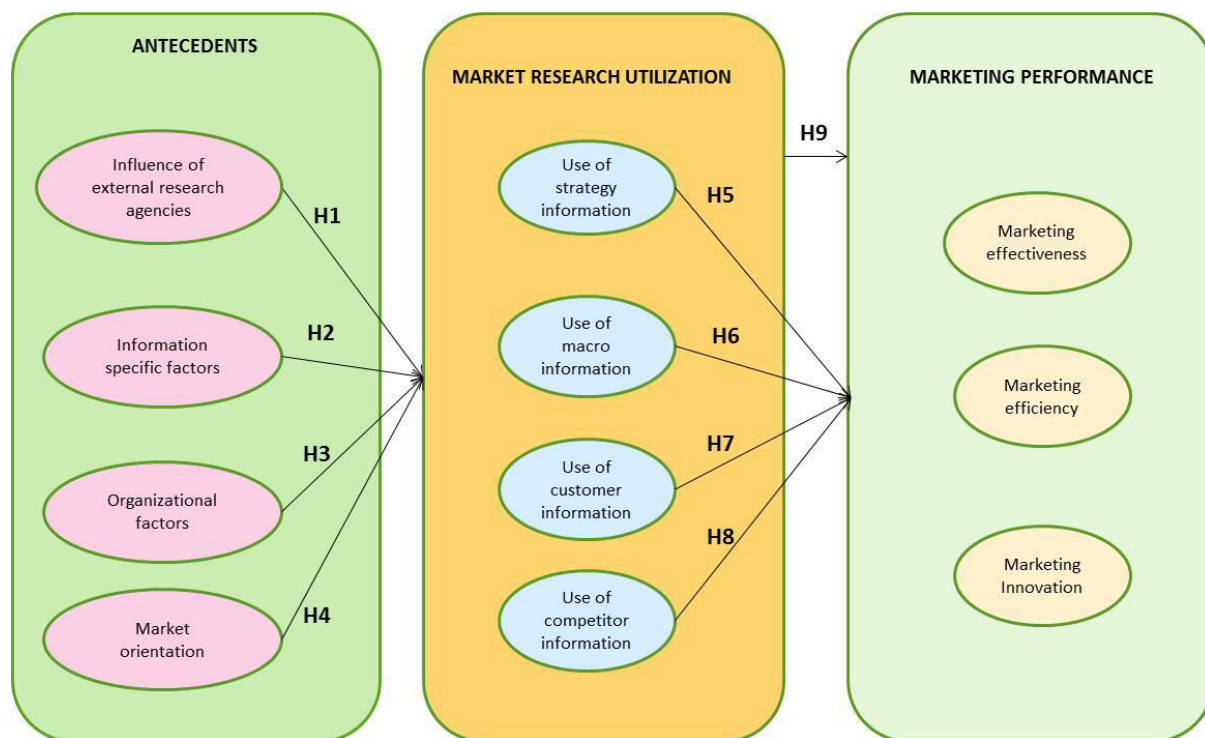 ANTECEDENTS
Influence of
external research
agencies
H1
Information
specific factors
H2
Organizational
factors
H3
Market
orientation
H4
MARKET RESEARCH UTILIZATION
Use of
strategy
information
H5
Use of
macro
information
H6
Use of
customer
information
H7
Use of
competitor
information
H8
H9
MARKETING PERFORMANCE
Marketing
effectiveness
Marketing
efficiency
Marketing
Innovation